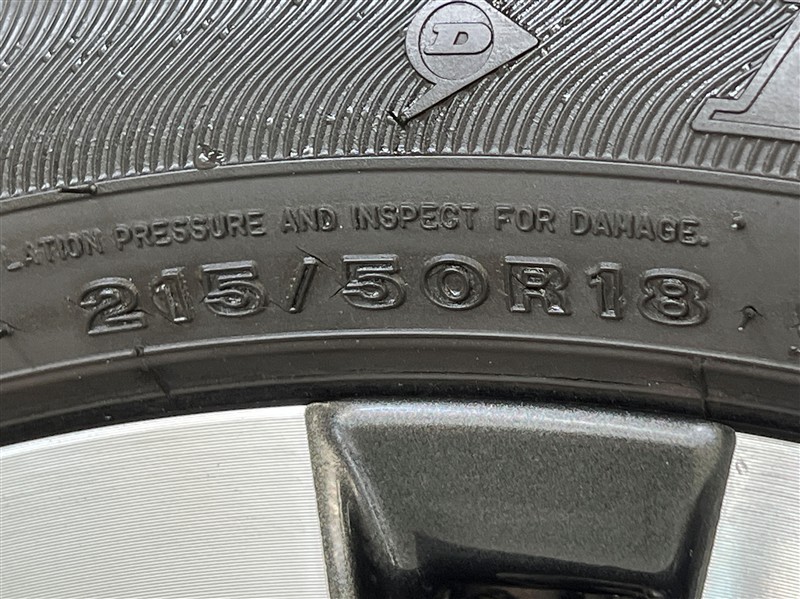 D
LATION PRESSURE AND INSPECT FOR DAMAGE.
215/50R18